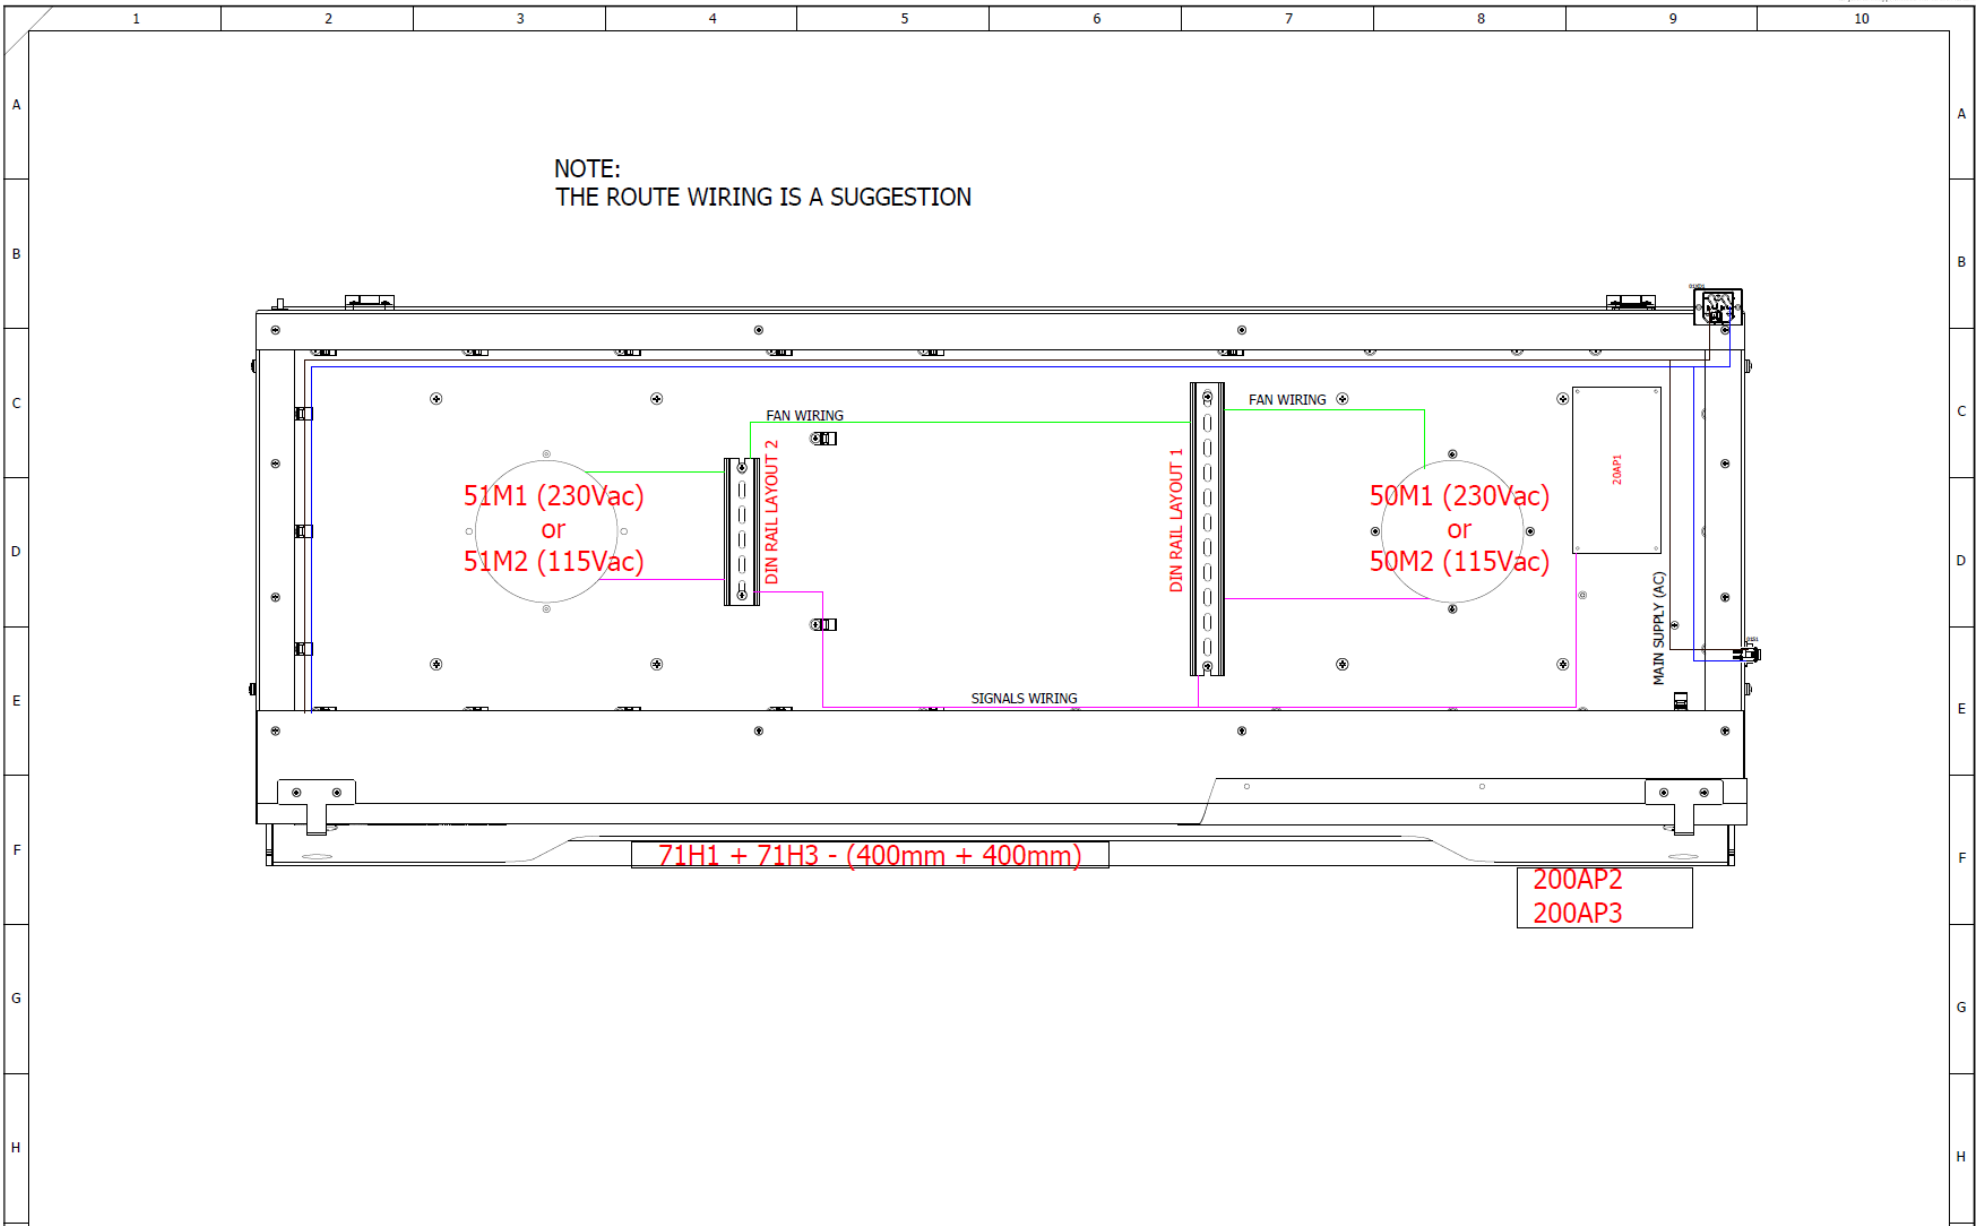 1 2 3 4 5 6 7 8 9 10
A A
NOTE:
THE ROUTE WIRING IS A SUGGESTION
B B
C C
FAN WIRING
FAN WIRING
DIN RAIL LAYOUT 2
DIN RAIL LAYOUT 1
20AP1
51M1 (230Vac)
or
51M2 (115Vac)
50M1 (230Vac)
or
50M2 (115Vac)
D D
MAIN SUPPLY (AC)
E E
SIGNALS WIRING
F F
71H1 + 71H3 - (400mm + 400mm)
200AP2
200AP3
G G
H H